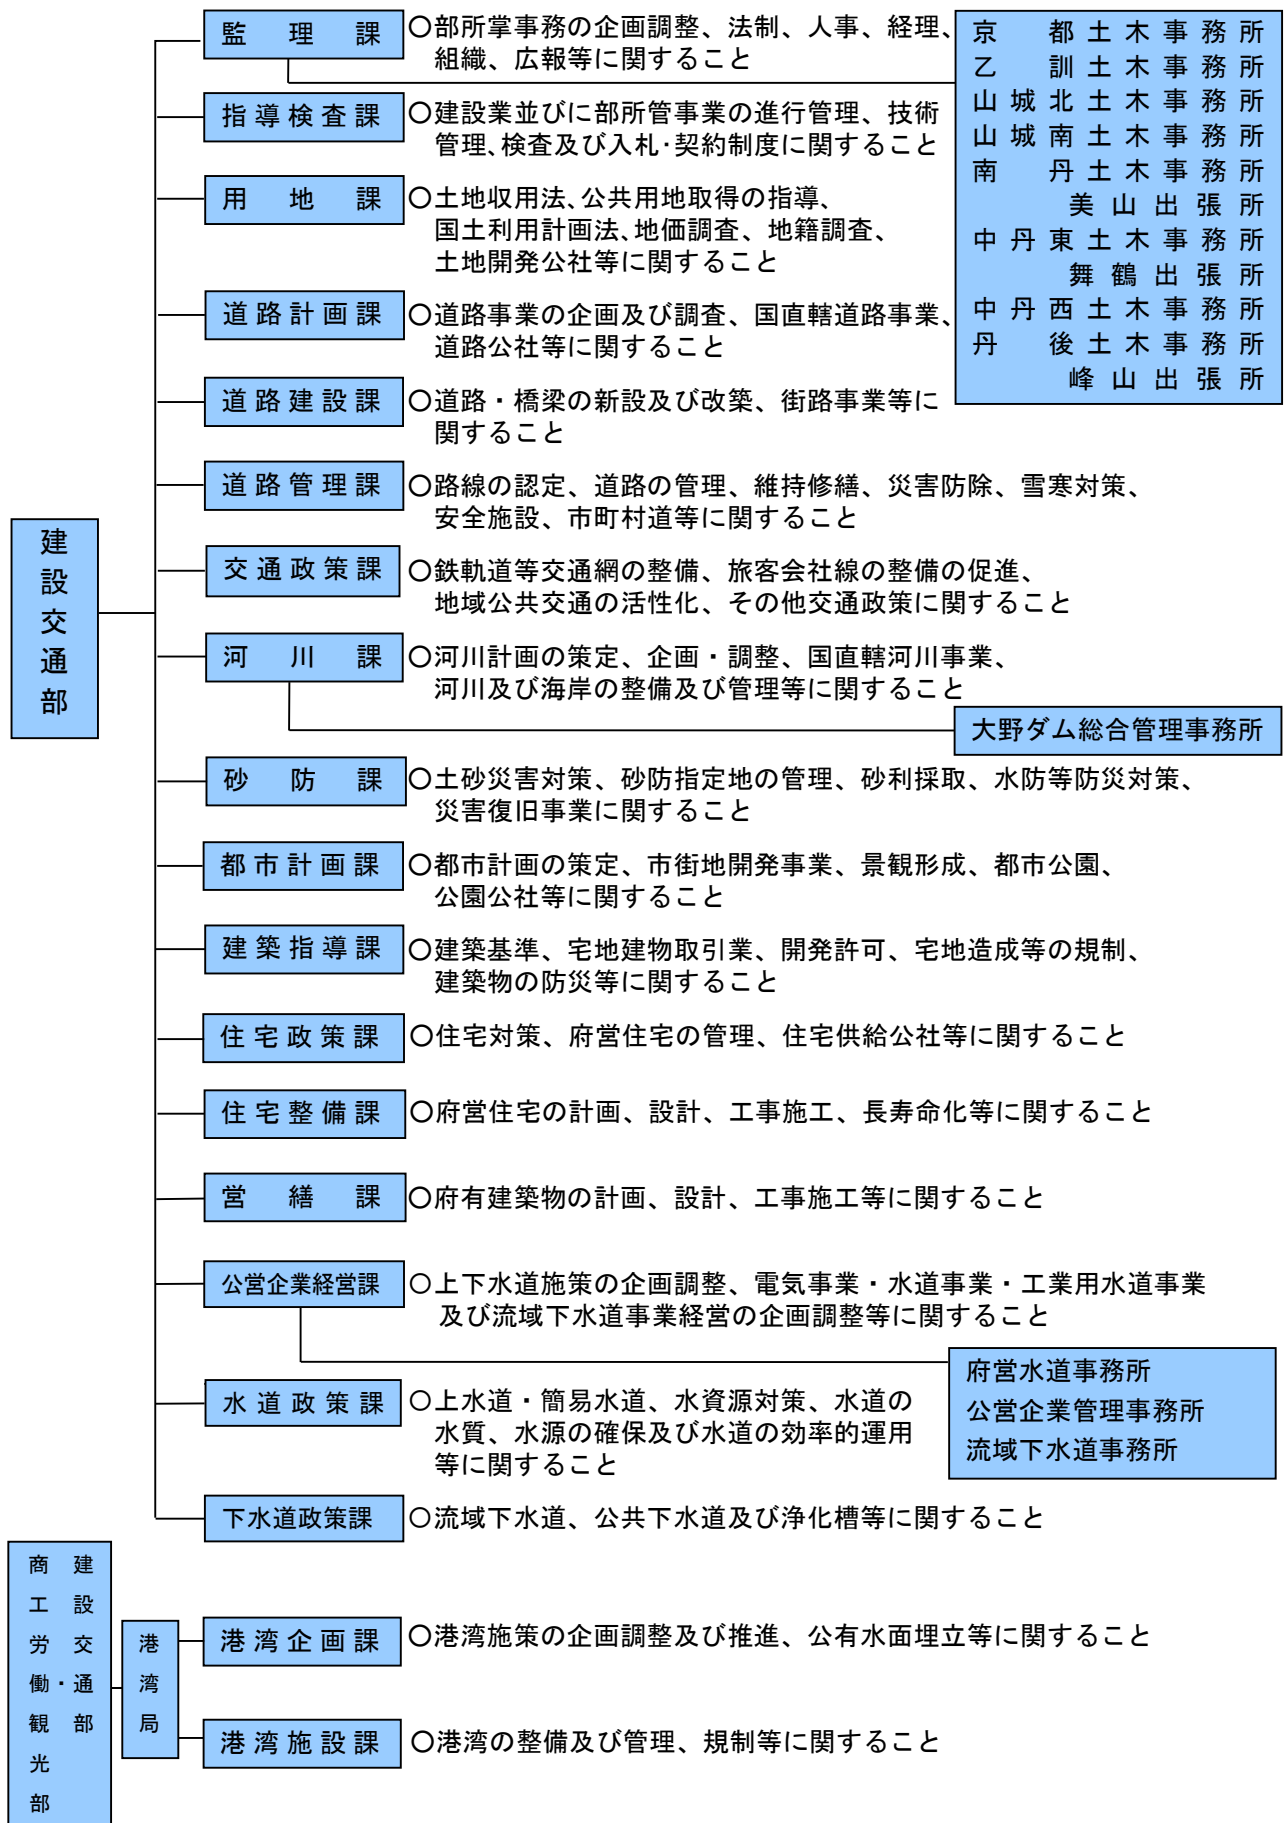 建設交通部
監理課
〇部所掌事務の企画調整、法制、人事、経理、
組織、広報等に関すること
京都土木事務所
乙訓土木事務所
山城北土木事務所
山城南土木事務所
南丹土木事務所
美山出張所
中丹東土木事務所
舞鶴出張所
中丹西土木事務所
丹後土木事務所
峰山出張所
指導検査課
〇建設業並びに部所管事業の進行管理、技術
管理、検査及び入札・契約制度に関すること
用地課
〇土地収用法、公共用地取得の指導、
国土利用計画法、地価調査、地籍調査、
土地開発公社等に関すること
道路計画課
〇道路事業の企画及び調査、国直轄道路事業、
道路公社等に関すること
道路建設課
〇道路・橋梁の新設及び改築、街路事業等に
関すること
道路管理課
〇路線の認定、道路の管理、維持修繕、災害防除、雪寒対策、
安全施設、市町村道等に関すること
交通政策課
〇鉄軌道等交通網の整備、旅客会社線の整備の促進、
地域公共交通の活性化、その他交通政策に関すること
河川課
〇河川計画の策定、企画・調整、国直轄河川事業、
河川及び海岸の整備及び管理等に関すること
大野ダム総合管理事務所
砂防課
〇土砂災害対策、砂防指定地の管理、砂利採取、水防等防災対策、
災害復旧事業に関すること
都市計画課
〇都市計画の策定、市街地開発事業、景観形成、都市公園、
公園公社等に関すること
建築指導課
〇建築基準、宅地建物取引業、開発許可、宅地造成等の規制、
建築物の防災等に関すること
住宅政策課
〇住宅対策、府営住宅の管理、住宅供給公社等に関すること
住宅整備課
〇府営住宅の計画、設計、工事施工、長寿命化等に関すること
営繕課
〇府有建築物の計画、設計、工事施工等に関すること
公営企業経営課
〇上下水道施策の企画調整、電気事業・水道事業・工業用水道事業
及び流域下水道事業経営の企画調整等に関すること
府営水道事務所
公営企業管理事務所
流域下水道事務所
水道政策課
〇上水道・簡易水道、水資源対策、水道の
水質、水源の確保及び水道の効率的運用
等に関すること
下水道政策課
〇流域下水道、公共下水道及び浄化槽等に関すること
建設交通部・
商工労働観光部
港湾局
港湾企画課
〇港湾施策の企画調整及び推進、公有水面埋立等に関すること
港湾施設課
〇港湾の整備及び管理、規制等に関すること